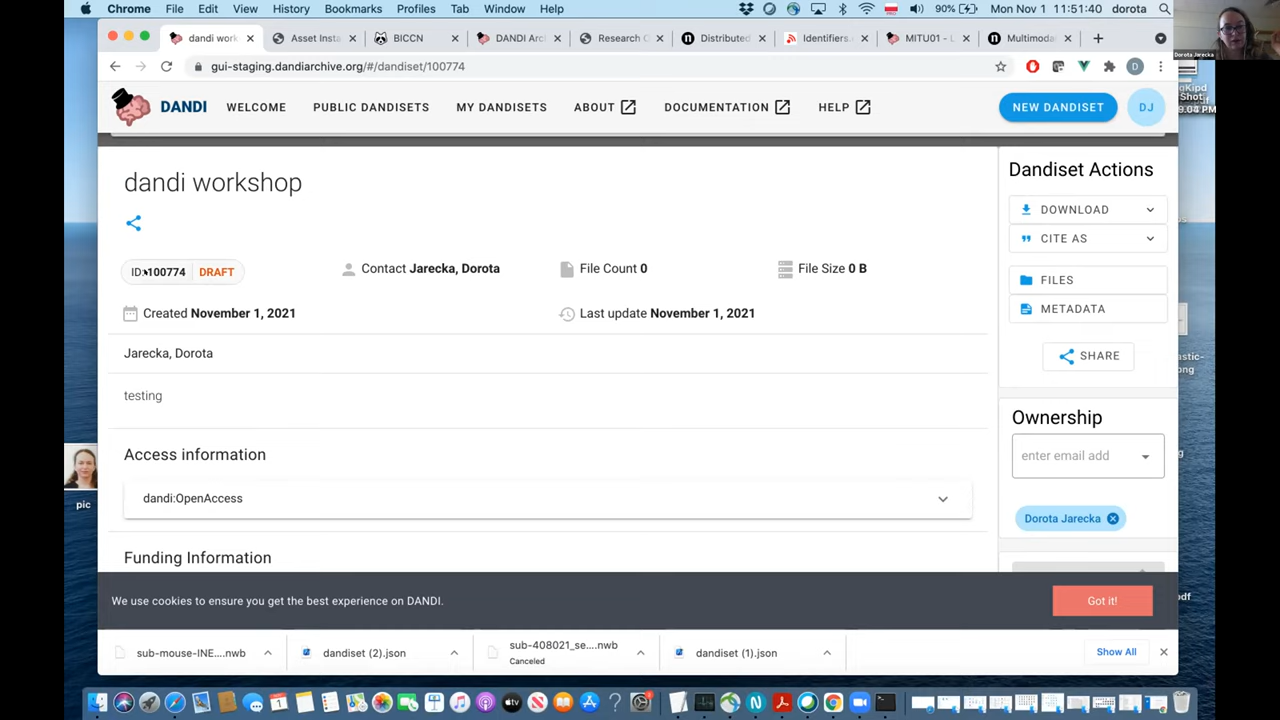 Chrome File Edit View History Bookmarks Profiles Tab Window Help 90% Mon Nov 1 11:51:40 dorota
dandi work Asset Insta BICCN DANDI Arc Research C Distributed Identifiers. MITU01 - L Multimoda
gui-staging.dandiarchive.org/#/dandiset/100774 D
Dorota Jarecka
DANDI WELCOME PUBLIC DANDISETS MY DANDISETS ABOUT DOCUMENTATION HELP NEW DANDISET DJ
Shot
9.04 PM
dandi workshop
ID: 100774 DRAFT
Contact Jarecka, Dorota
File Count 0
File Size 0 B
Created November 1, 2021
Last update November 1, 2021
Jarecka, Dorota
testing
Access information
dandi:OpenAccess
Funding Information
Dandiset Actions
DOWNLOAD
CITE AS
FILES
METADATA
SHARE
Ownership
enter email add
Dorota Jarecka
pic
We use cookies to ensure you get the best experience on DANDI.
Got it!
sub-mouse-INE....nwb
dandiset (2).json
sub-408021_se....nwb
Canceled
dandiset (1).json
Show All